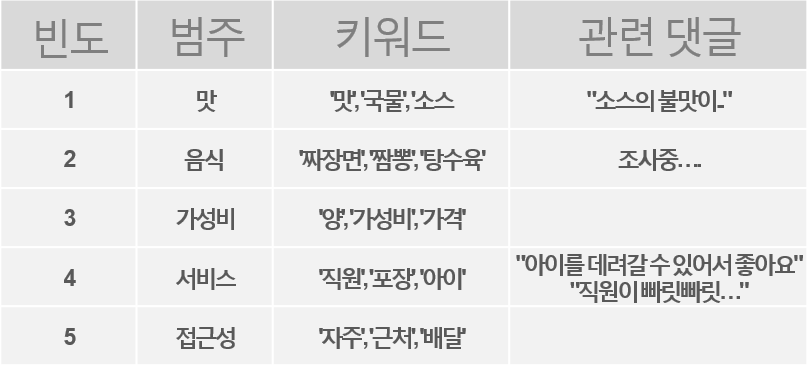 빈도 범주 키워드 관련 댓글
1 맛 '맛','국물','소스 "소스의 불맛이.."
2 음식 '짜장면','짬뽕','탕수육' 조사중…..
3 가성비 '양','가성비','가격'
4 서비스 '직원','포장','아이' "아이를 데려갈 수 있어서 좋아요"
"직원이 빠릿빠릿…"
5 접근성 '자주','근처','배달'